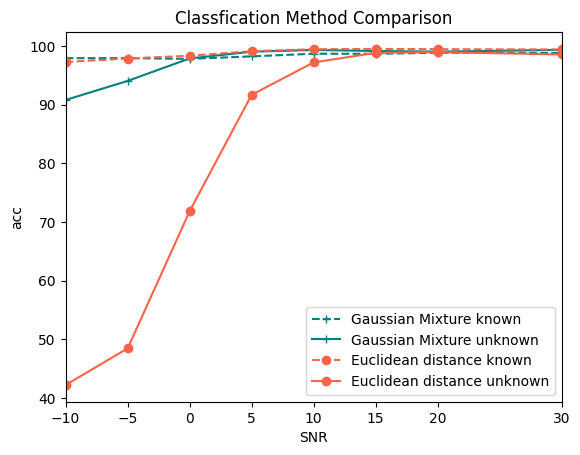 Classfication Method Comparison
100
90
80
70
60
50
40
acc
−10
−5
0
5
10
15
20
30
SNR
Gaussian Mixture known
Gaussian Mixture unknown
Euclidean distance known
Euclidean distance unknown